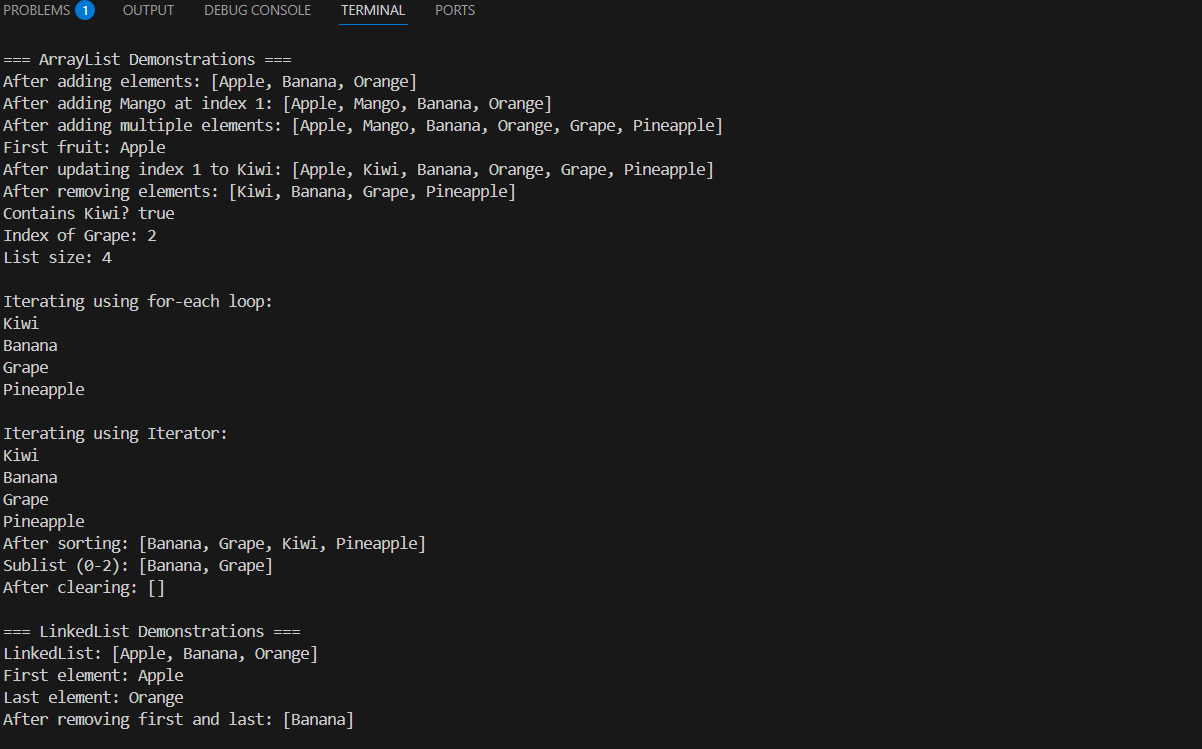 PROBLEMS 1 OUTPUT DEBUG CONSOLE TERMINAL PORTS
=== ArrayList Demonstrations ===
After adding elements: [Apple, Banana, Orange]
After adding Mango at index 1: [Apple, Mango, Banana, Orange]
After adding multiple elements: [Apple, Mango, Banana, Orange, Grape, Pineapple]
First fruit: Apple
After updating index 1 to Kiwi: [Apple, Kiwi, Banana, Orange, Grape, Pineapple]
After removing elements: [Kiwi, Banana, Grape, Pineapple]
Contains Kiwi? true
Index of Grape: 2
List size: 4
Iterating using for-each loop:
Kiwi
Banana
Grape
Pineapple
Iterating using Iterator:
Kiwi
Banana
Grape
Pineapple
After sorting: [Banana, Grape, Kiwi, Pineapple]
Sublist (0-2): [Banana, Grape]
After clearing: []
=== LinkedList Demonstrations ===
LinkedList: [Apple, Banana, Orange]
First element: Apple
Last element: Orange
After removing first and last: [Banana]